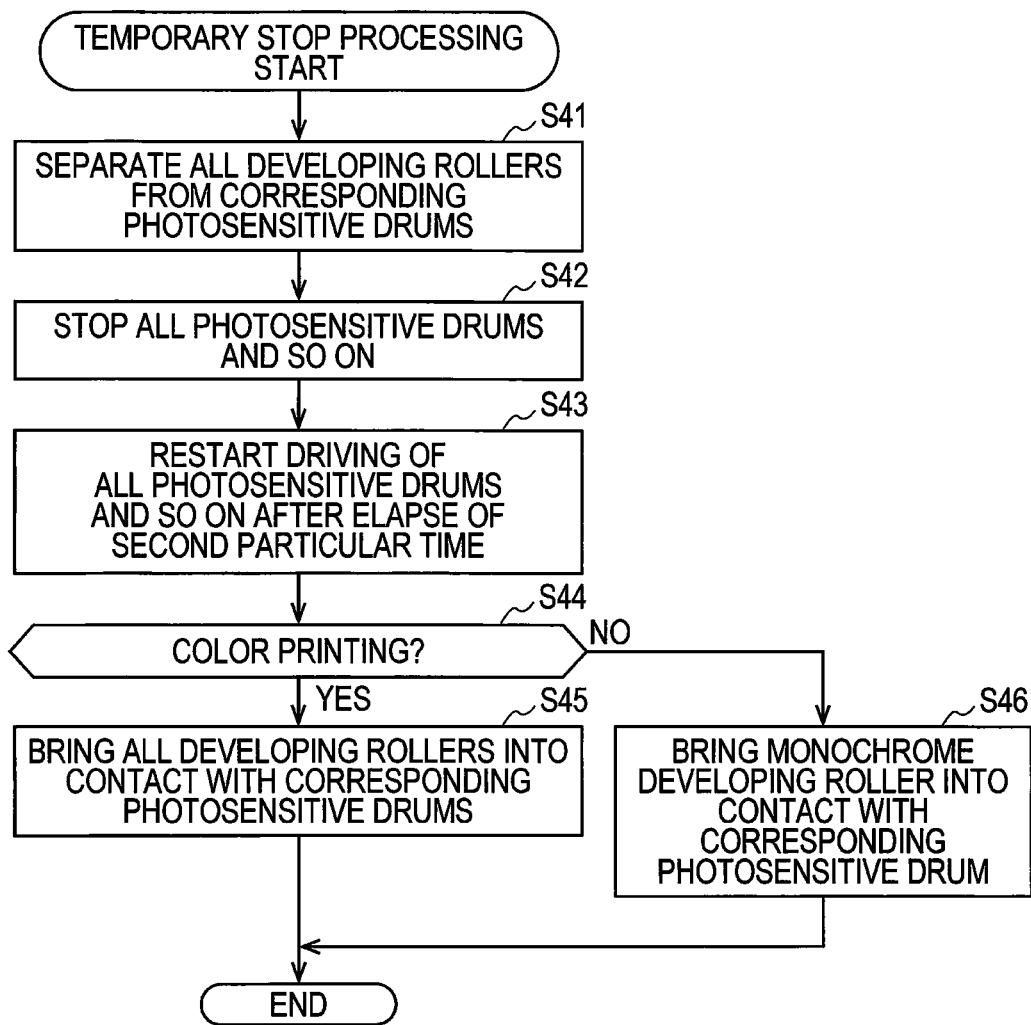 TEMPORARY STOP PROCESSING
START
S41
SEPARATE ALL DEVELOPING ROLLERS
FROM CORRESPONDING
PHOTOSENSITIVE DRUMS
S42
STOP ALL PHOTOSENSITIVE DRUMS
AND SO ON
S43
RESTART DRIVING OF
ALL PHOTOSENSITIVE DRUMS
AND SO ON AFTER ELAPSE OF
SECOND PARTICULAR TIME
S44
COLOR PRINTING?
NO
YES
S45
BRING ALL DEVELOPING ROLLERS INTO
CONTACT WITH CORRESPONDING
PHOTOSENSITIVE DRUMS
S46
BRING MONOCHROME
DEVELOPING ROLLER INTO
CONTACT WITH
CORRESPONDING
PHOTOSENSITIVE DRUM
END